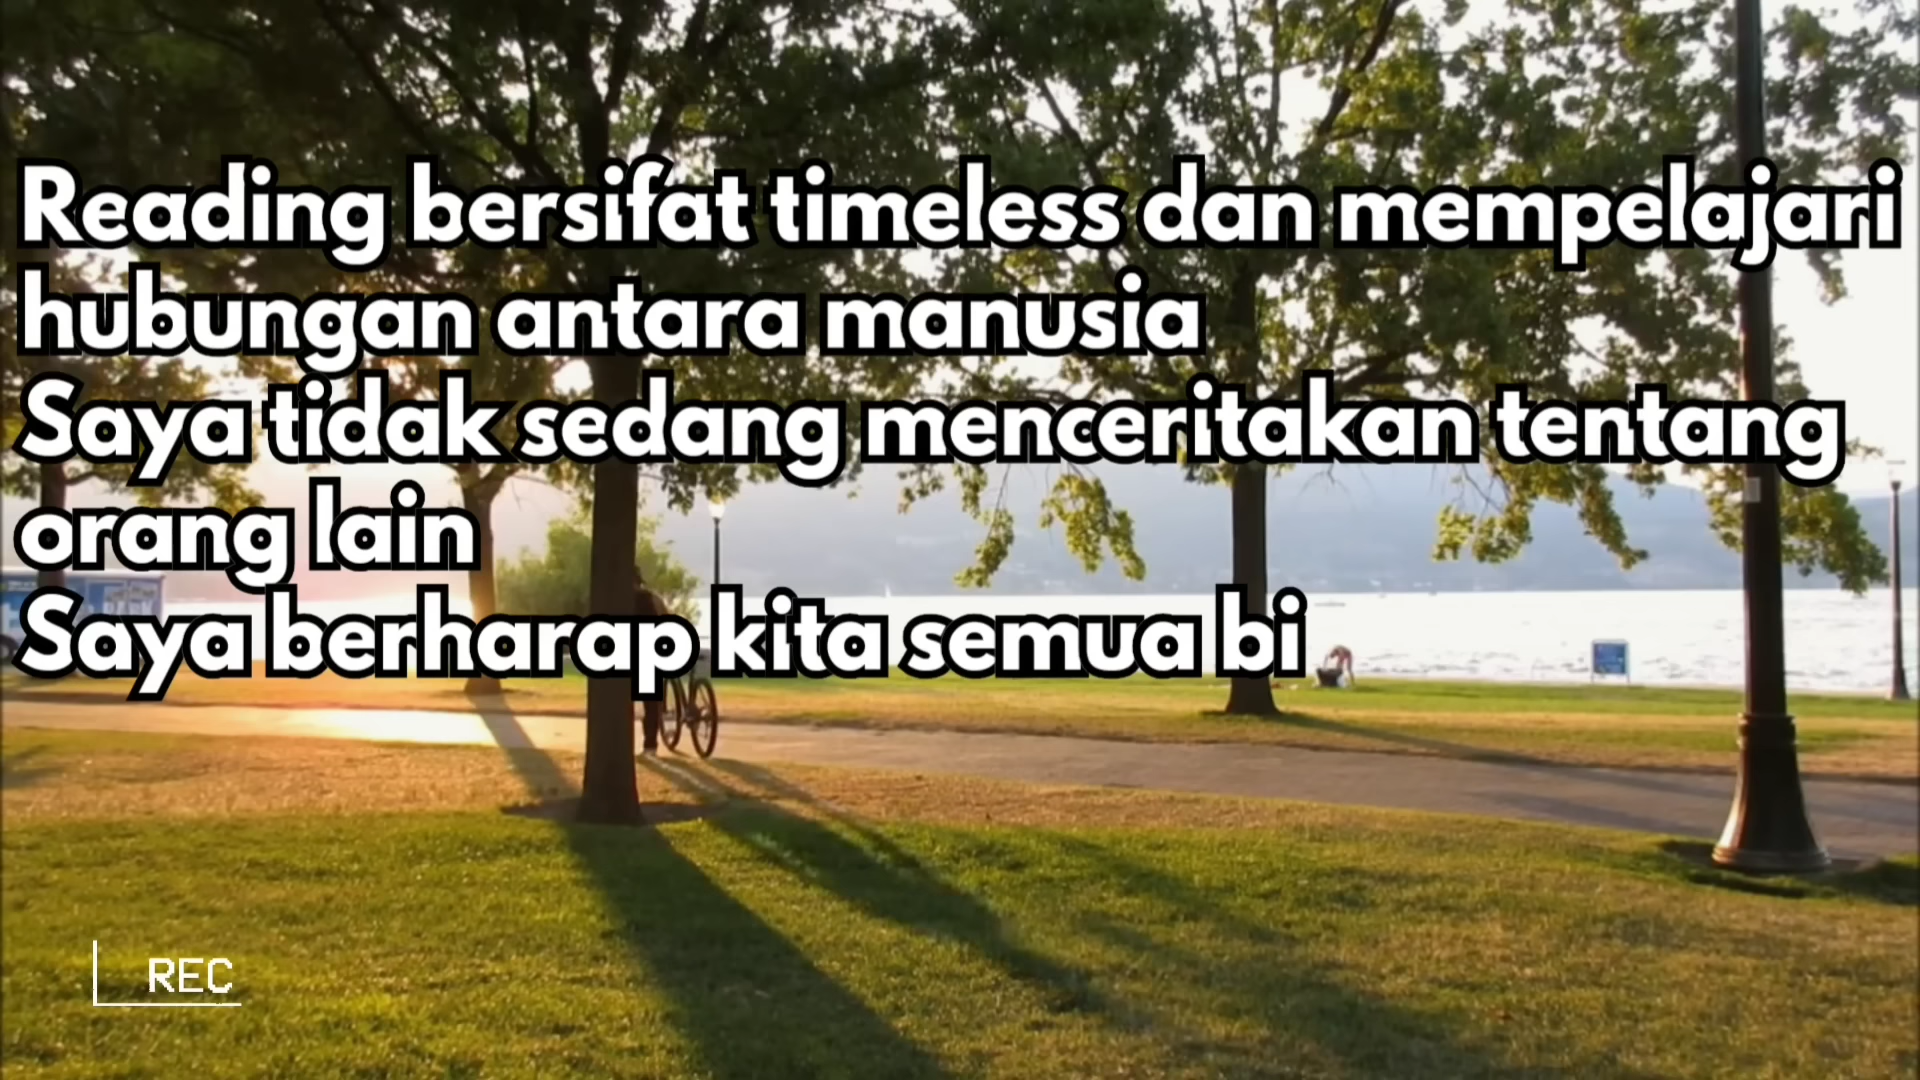 Reading bersifat timeless dan mempelajari
hubungan antara manusia
Saya tidak sedang menceritakan tentang
orang lain
Saya berharap kita semua bi
REC